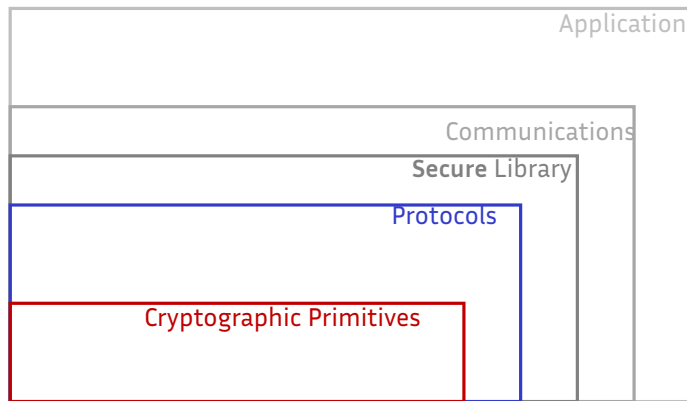 Application
Communications
Secure Library
Protocols
Cryptographic Primitives